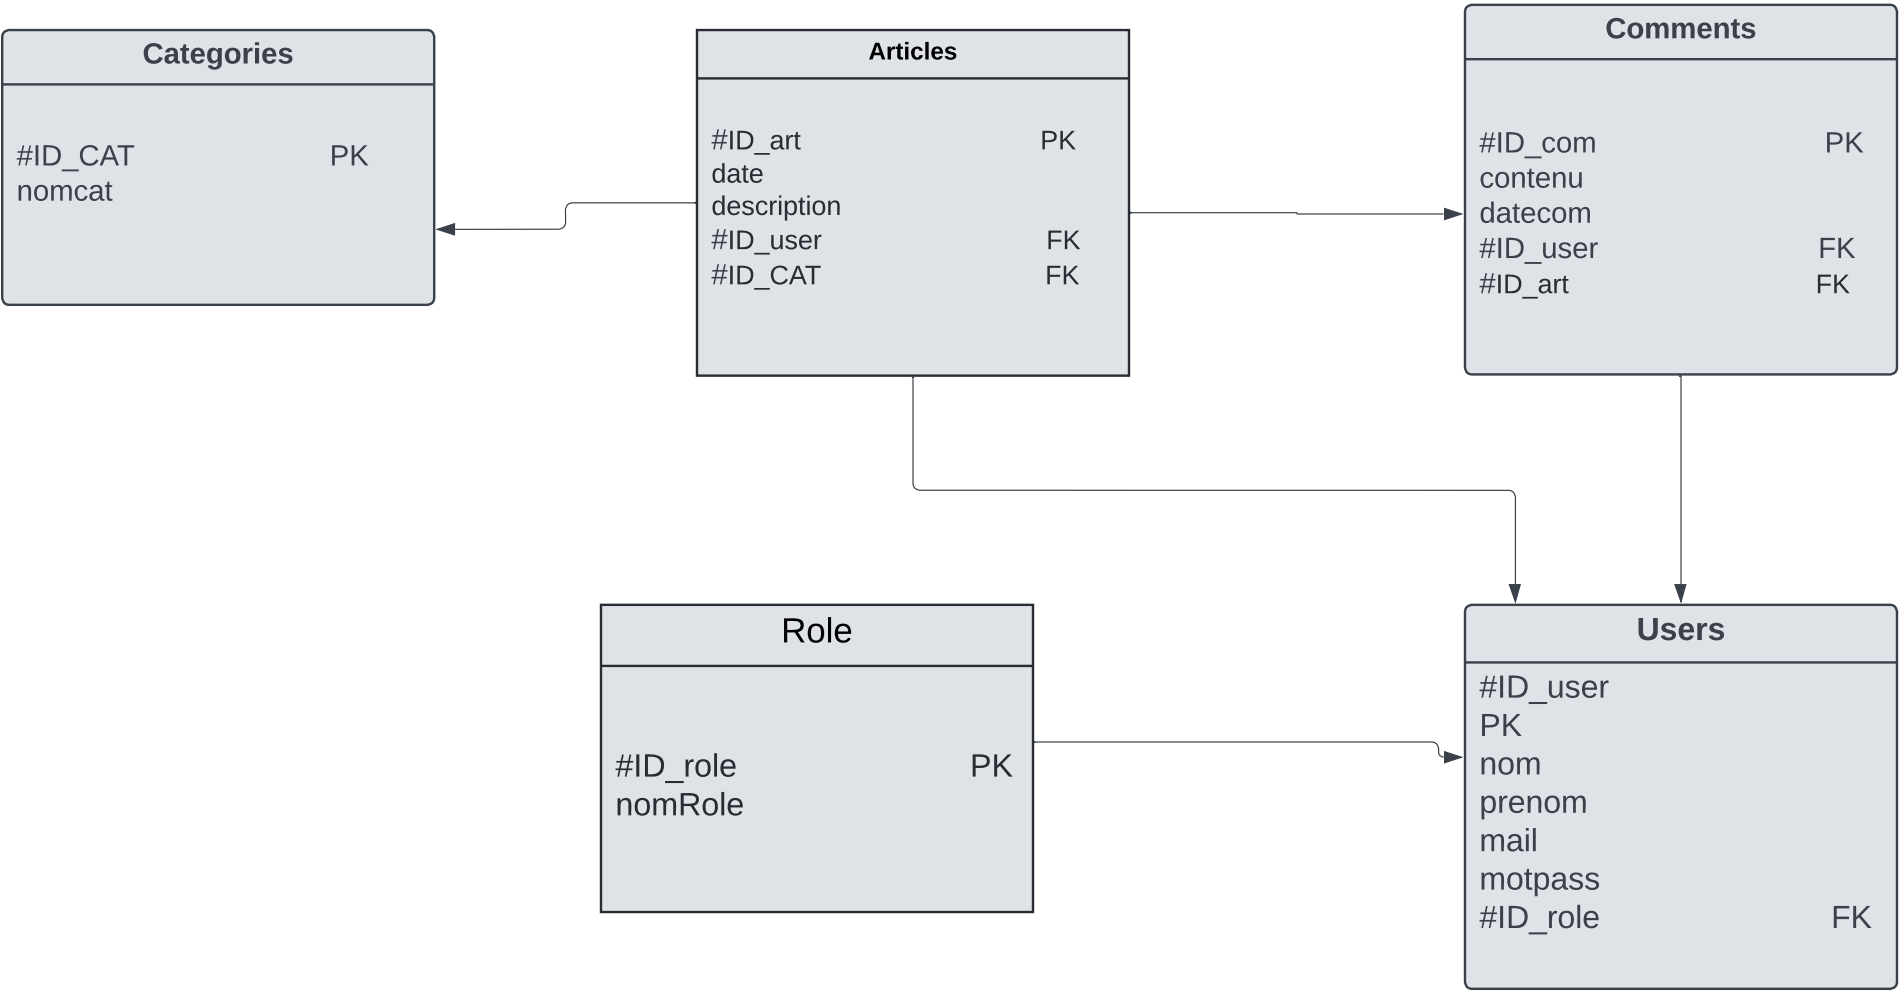 Categories
#ID_CAT PK
nomcat
Articles
#ID_art PK
date
description
#ID_user FK
#ID_CAT FK
Comments
#ID_com PK
contenu
datecom
#ID_user FK
#ID_art FK
Role
#ID_role PK
nomRole
Users
#ID_user
PK
nom
prenom
mail
motpass
#ID_role FK